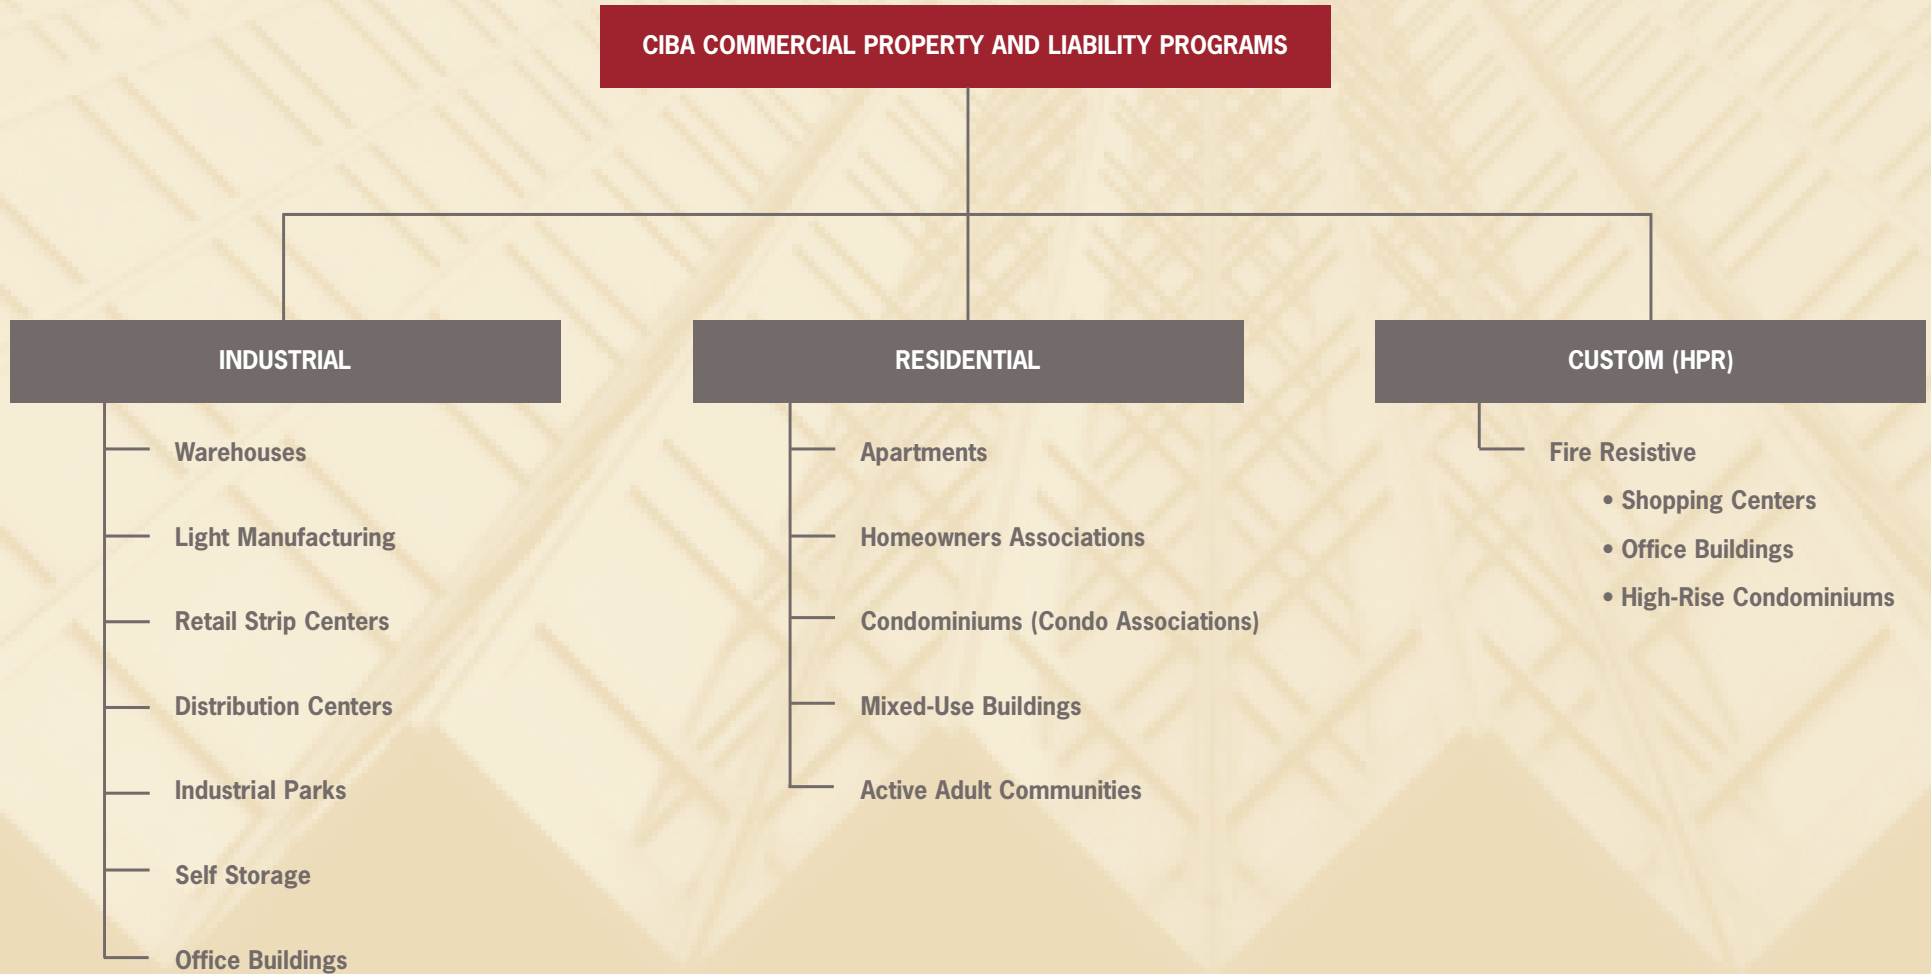 CIBA COMMERCIAL PROPERTY AND LIABILITY PROGRAMS
INDUSTRIAL
Warehouses
Light Manufacturing
Retail Strip Centers
Distribution Centers
Industrial Parks
Self Storage
Office Buildings
RESIDENTIAL
Apartments
Homeowners Associations
Condominiums (Condo Associations)
Mixed-Use Buildings
Active Adult Communities
CUSTOM (HPR)
Fire Resistive
• Shopping Centers
• Office Buildings
• High-Rise Condominiums